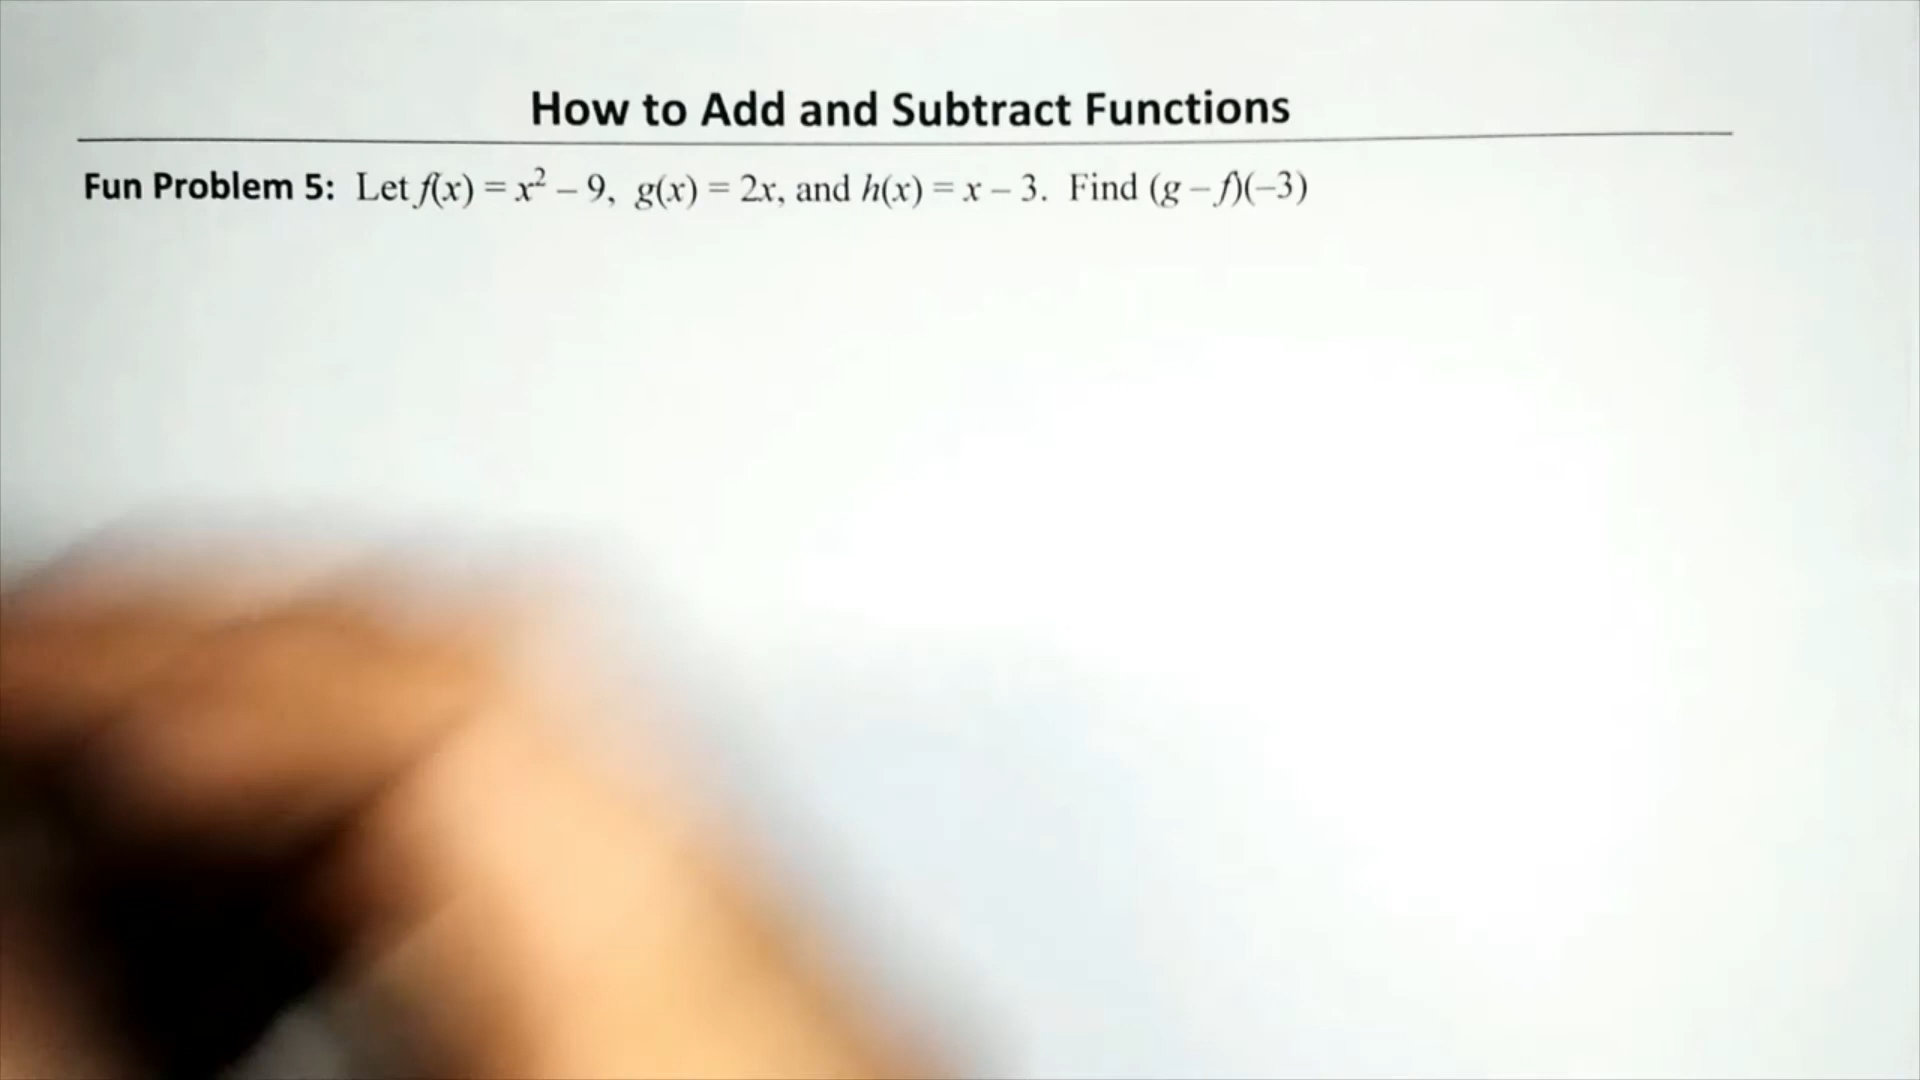 How to Add and Subtract Functions
Fun Problem 5: Let f(x) = x² – 9, g(x) = 2x, and h(x) = x – 3. Find (g – f)(–3)